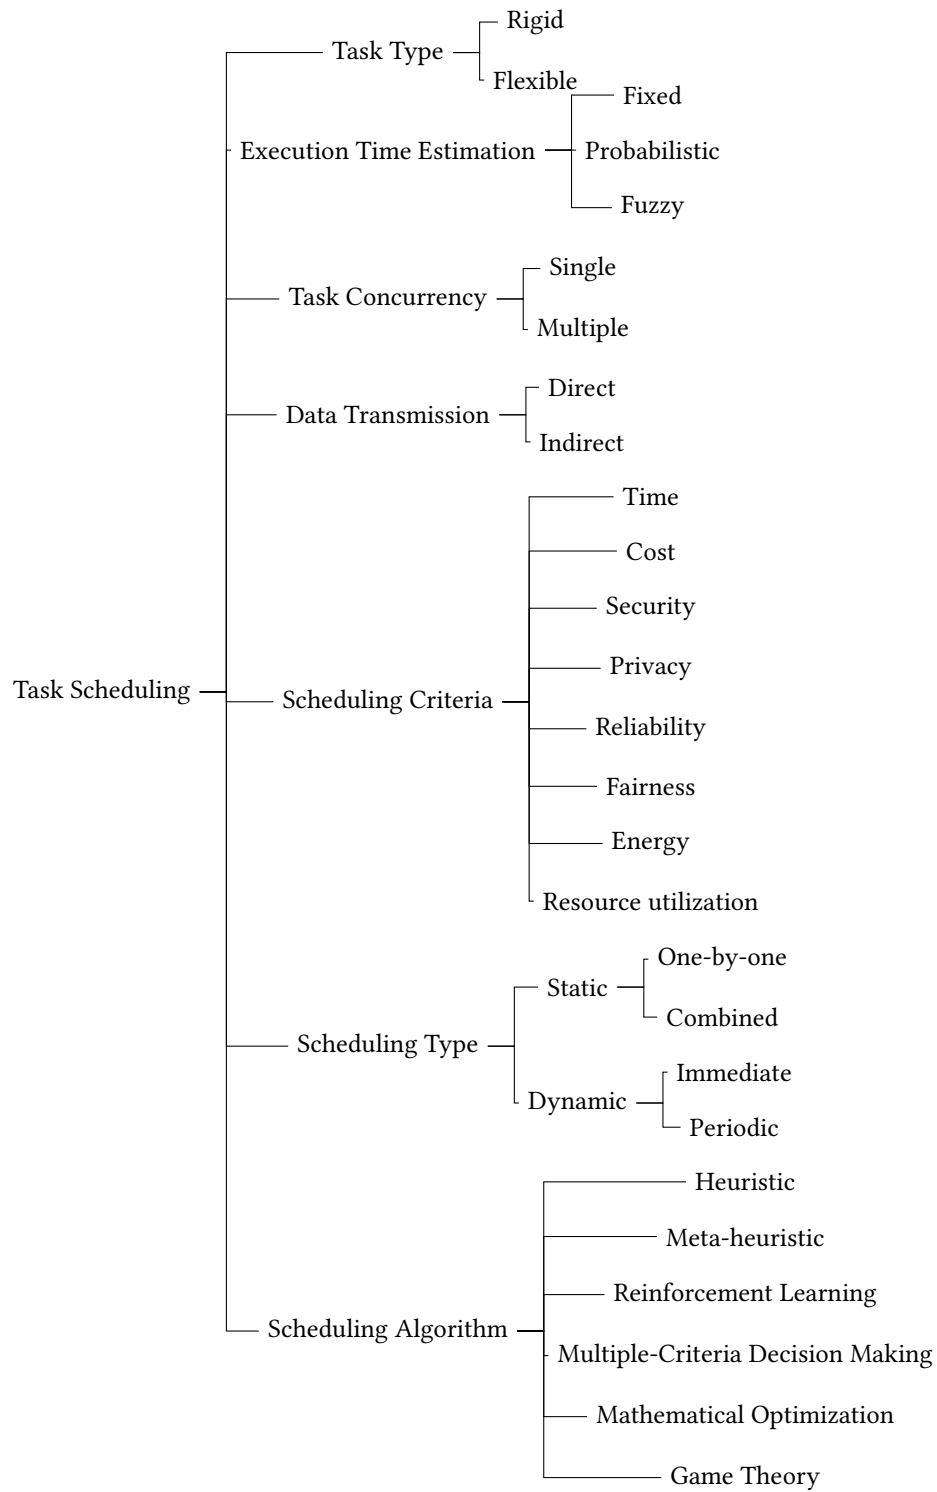 Rigid
Task Type
Flexible
Fixed
Execution Time Estimation
Probabilistic
Fuzzy
Single
Task Concurrency
Multiple
Direct
Data Transmission
Indirect
Time
Cost
Security
Privacy
Task Scheduling
Scheduling Criteria
Reliability
Fairness
Energy
Resource utilization
One-by-one
Static
Combined
Scheduling Type
Immediate
Dynamic
Periodic
Heuristic
Meta-heuristic
Reinforcement Learning
Scheduling Algorithm
Multiple-Criteria Decision Making
Mathematical Optimization
Game Theory